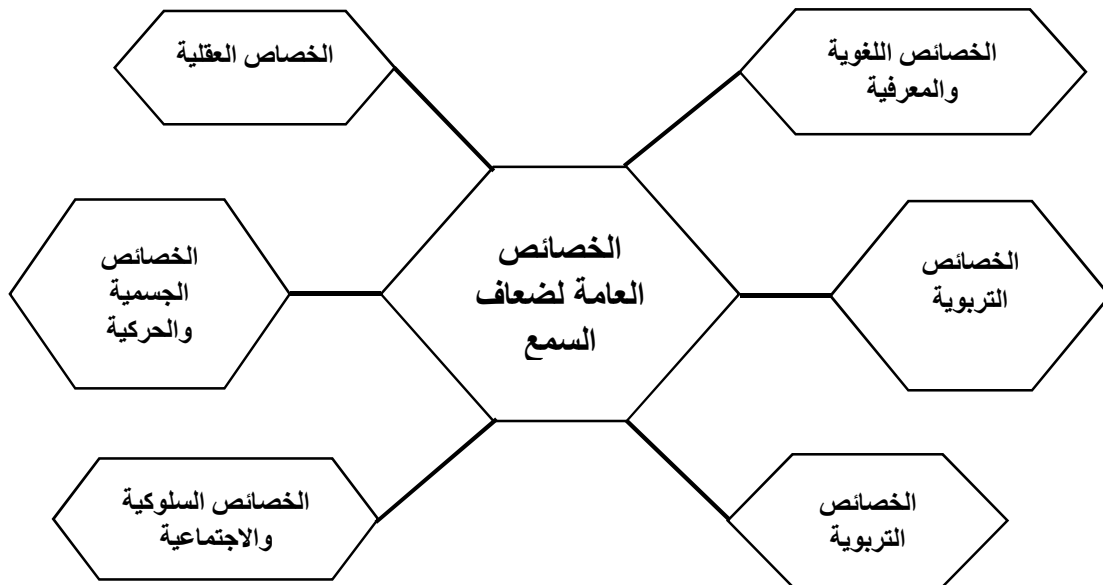 الخصائص اللغوية
والمعرفية
الخصاص العقلية
الخصائص
العامة لضعاف
السمع
الخصائص
التربوية
الخصائص
الجسمية
والحركية
الخصائص
التربوية
الخصائص السلوكية
والاجتماعية